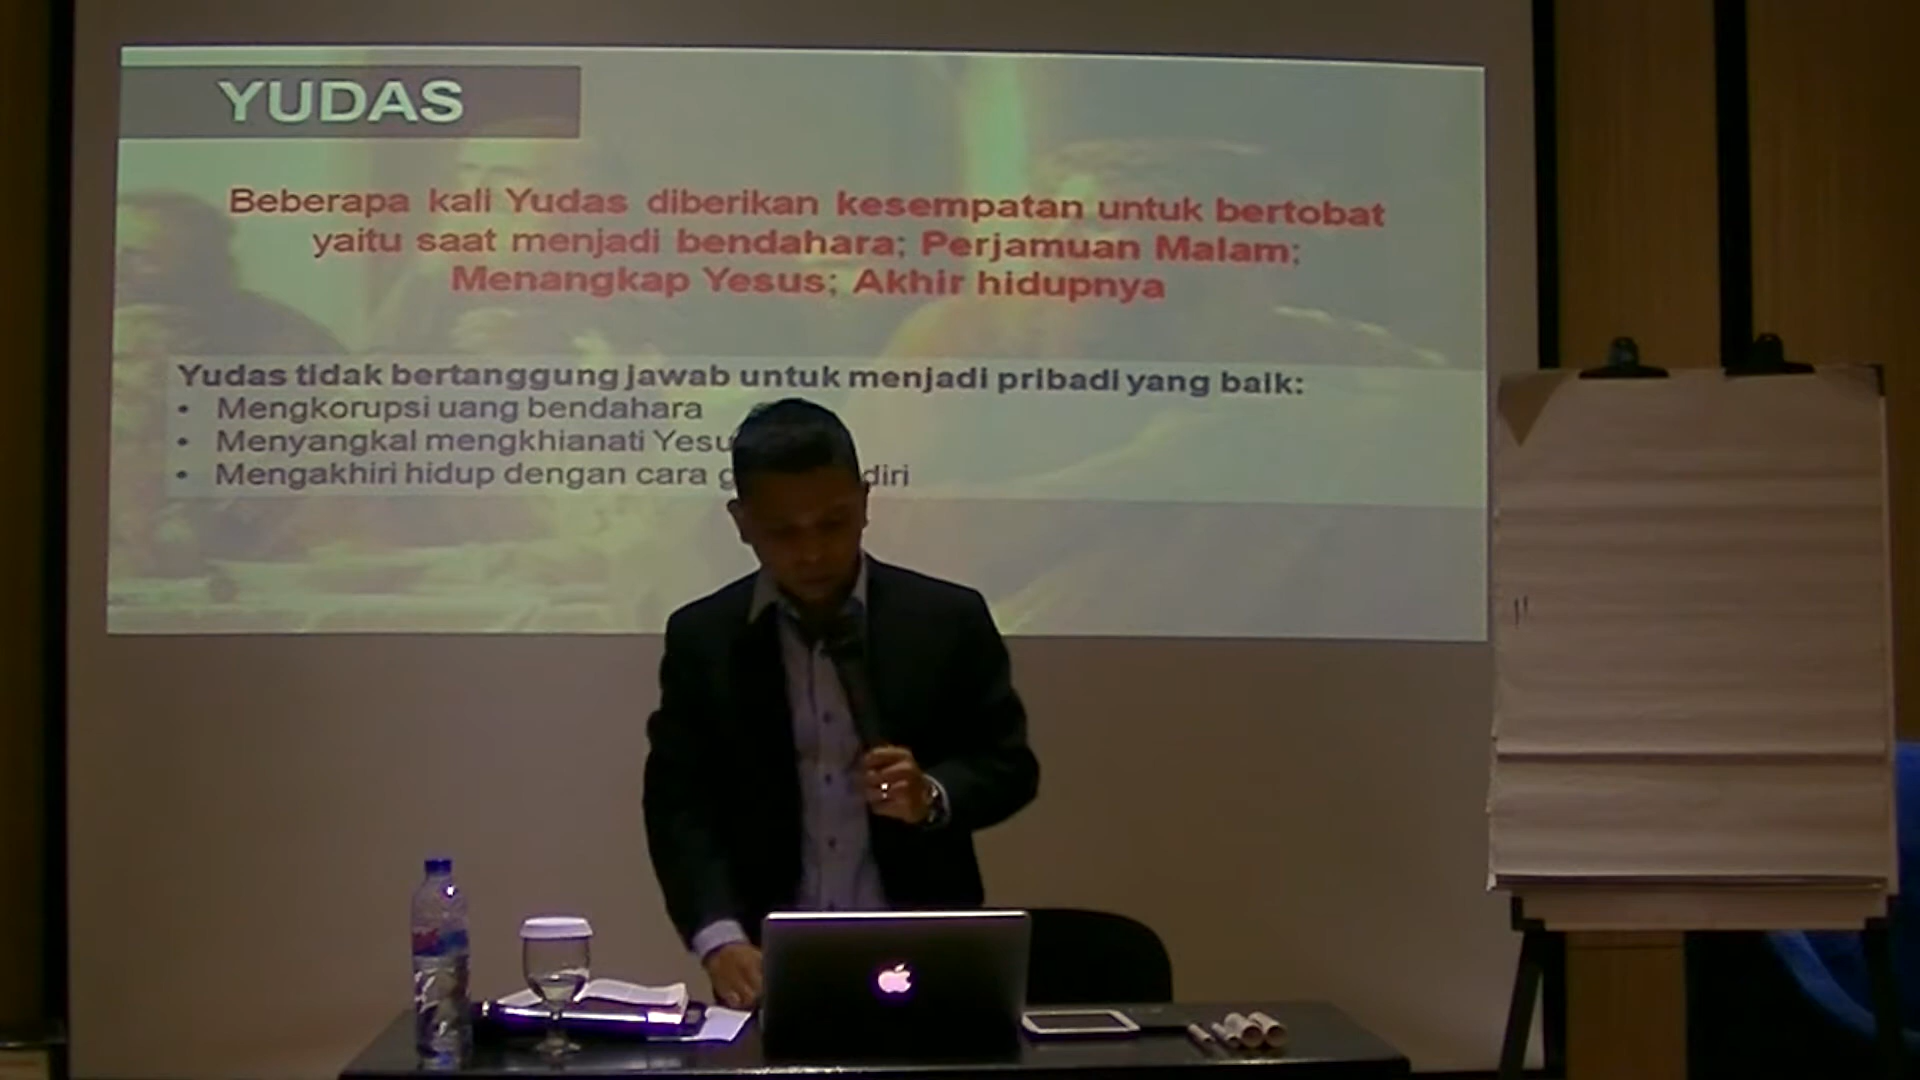 YUDAS
Beberapa kali Yudas diberikan kesempatan untuk bertobat
yaitu saat menjadi bendahara; Perjamuan Malam;
Menangkap Yesus; Akhir hidupnya
Yudas tidak bertanggung jawab untuk menjadi pribadi yang baik:
• Mengkorupsi uang bendahara
• Menyangkal mengkhianati Yesu
• Mengakhiri hidup dengan cara g diri